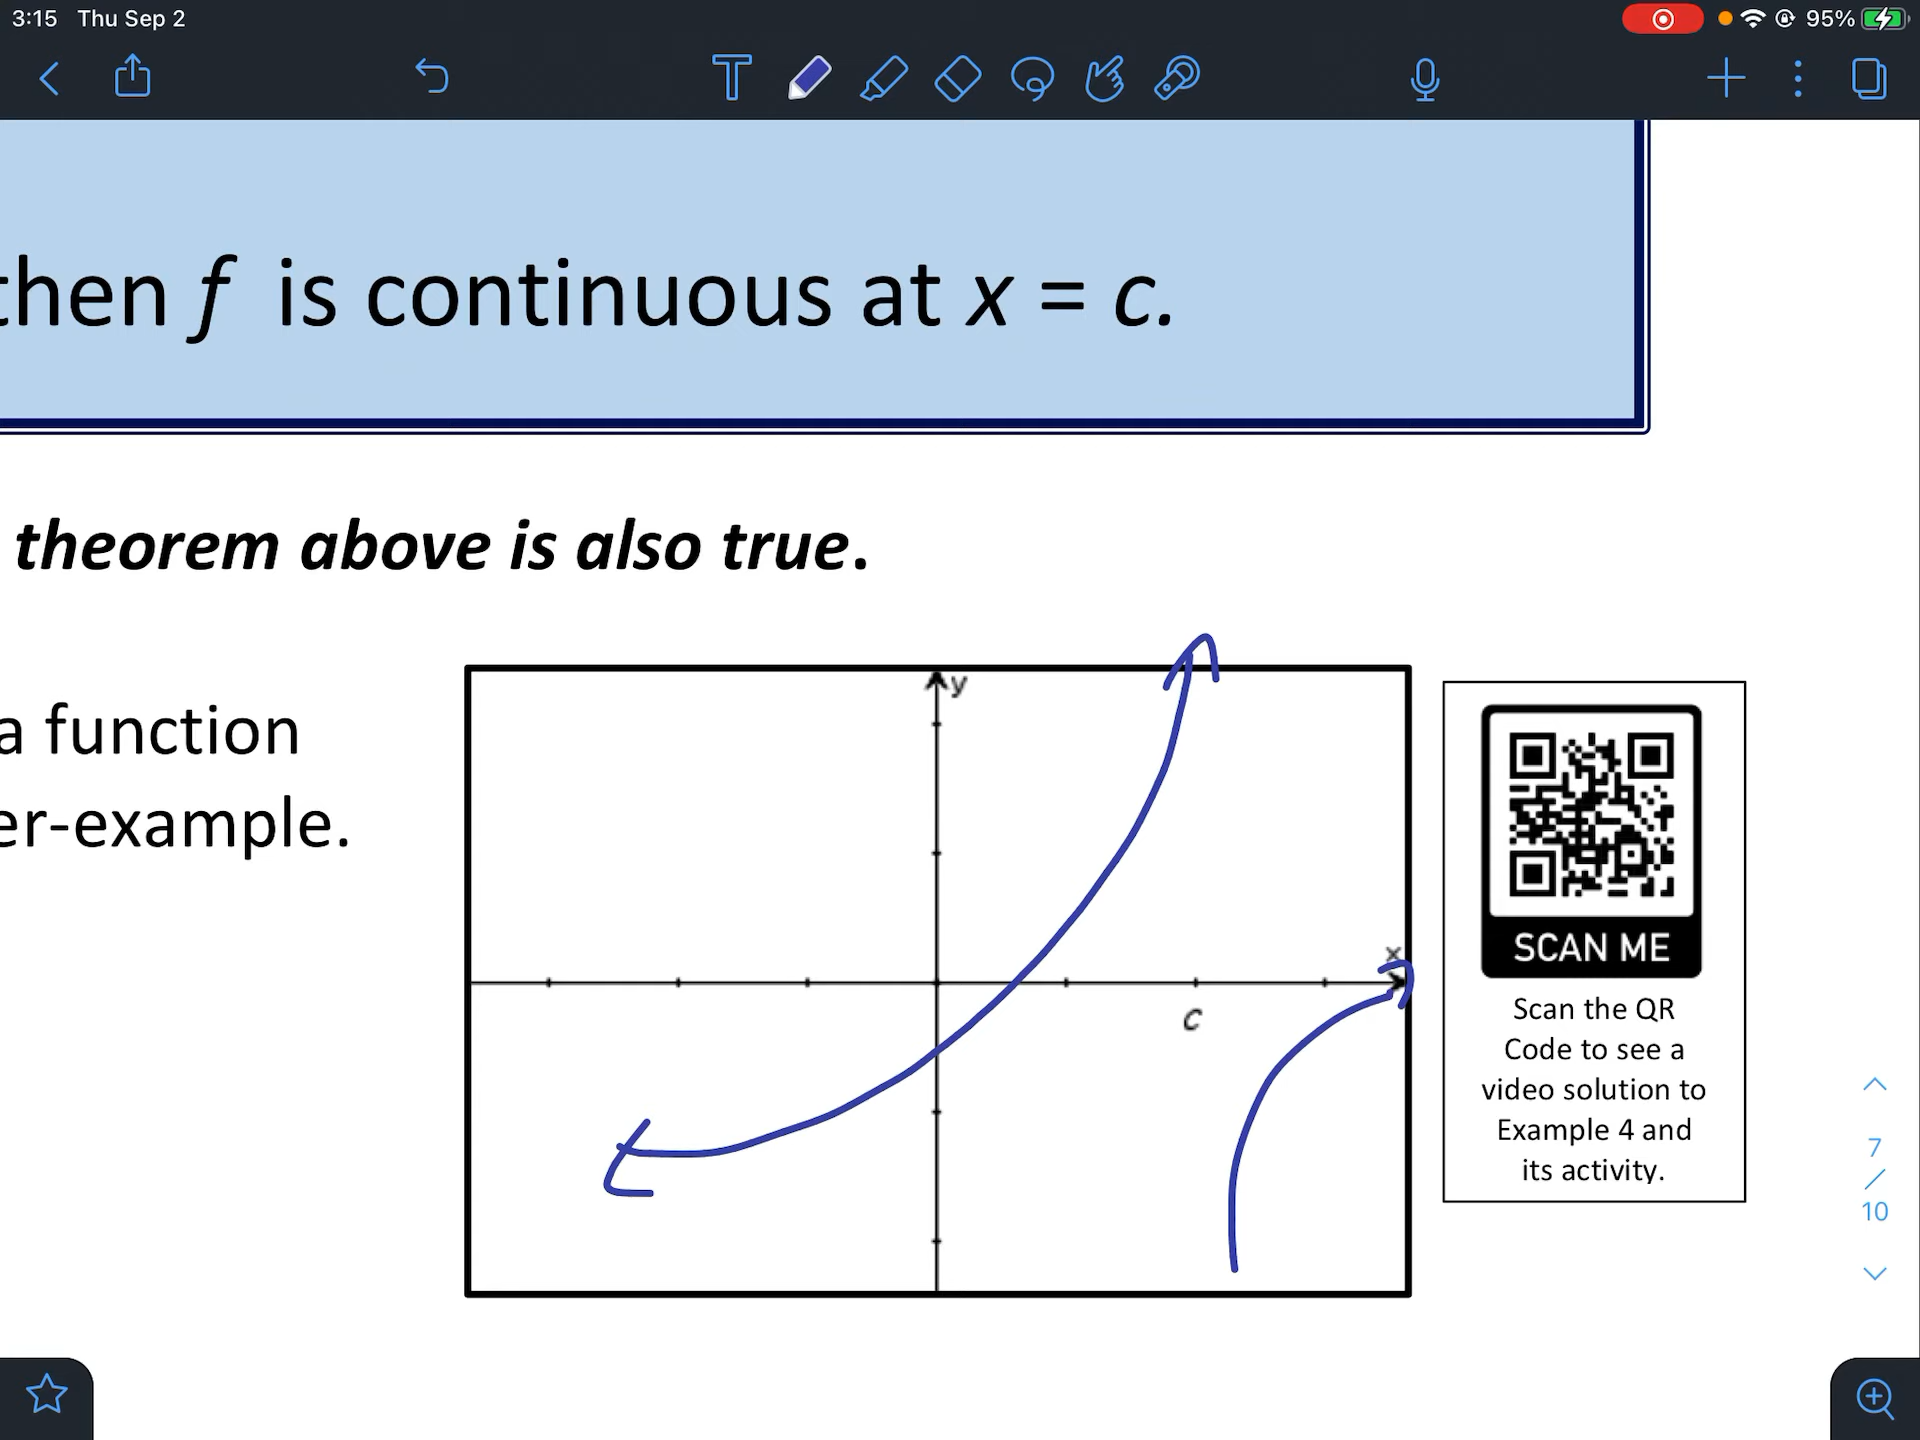 3:15 Thu Sep 2
95%
then f is continuous at x = c.
theorem above is also true.
a function
er-example.
y
x
c
SCAN ME
Scan the QR
Code to see a
video solution to
Example 4 and
its activity.
7
/
10